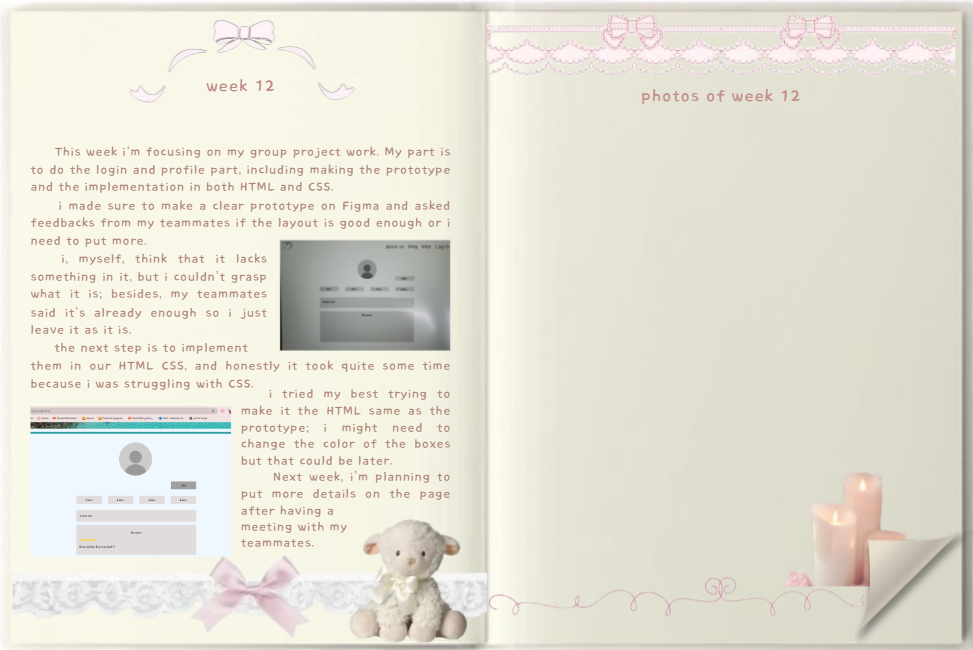 week 12
This week i'm focusing on my group project work. My part is
to do the login and profile part, including making the prototype
and the implementation in both HTML and CSS.
i made sure to make a clear prototype on Figma and asked
feedbacks from my teammates if the layout is good enough or i
need to put more.
i, myself, think that it lacks
something in it, but i couldn't grasp
what it is; besides, my teammates
said it's already enough so i just
leave it as it is.
about us
Log in
the next step is to implement
them in our HTML CSS, and honestly it took quite some time
because i was struggling with CSS.
i tried my best trying to
make it the HTML same as the
prototype; i might need to
change the color of the boxes
but that could be later.
Next week, i'm planning to
put more details on the page
after having a
meeting with my
teammates.
photos of week 12